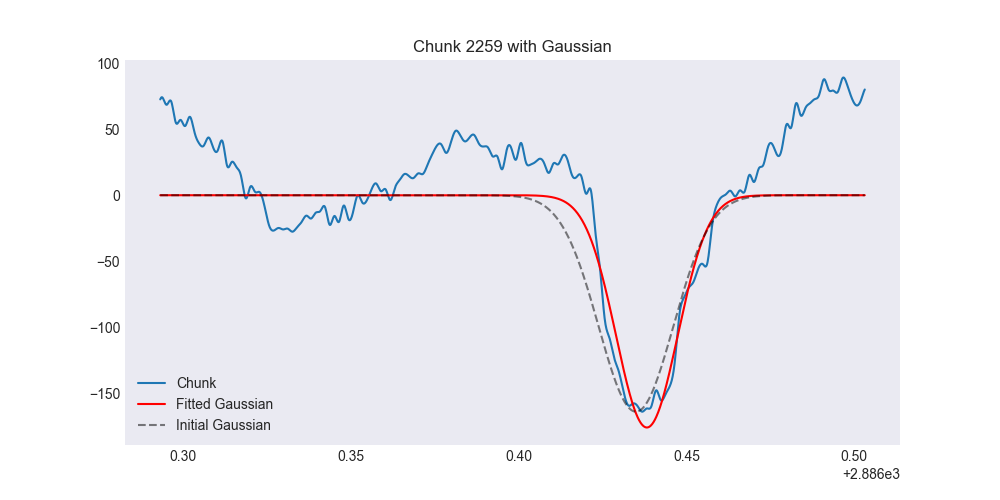 Chunk 2259 with Gaussian
100
50
0
−50
−100
−150
Chunk
Fitted Gaussian
Initial Gaussian
0.30 0.35 0.40 0.45 0.50
+2.886e3